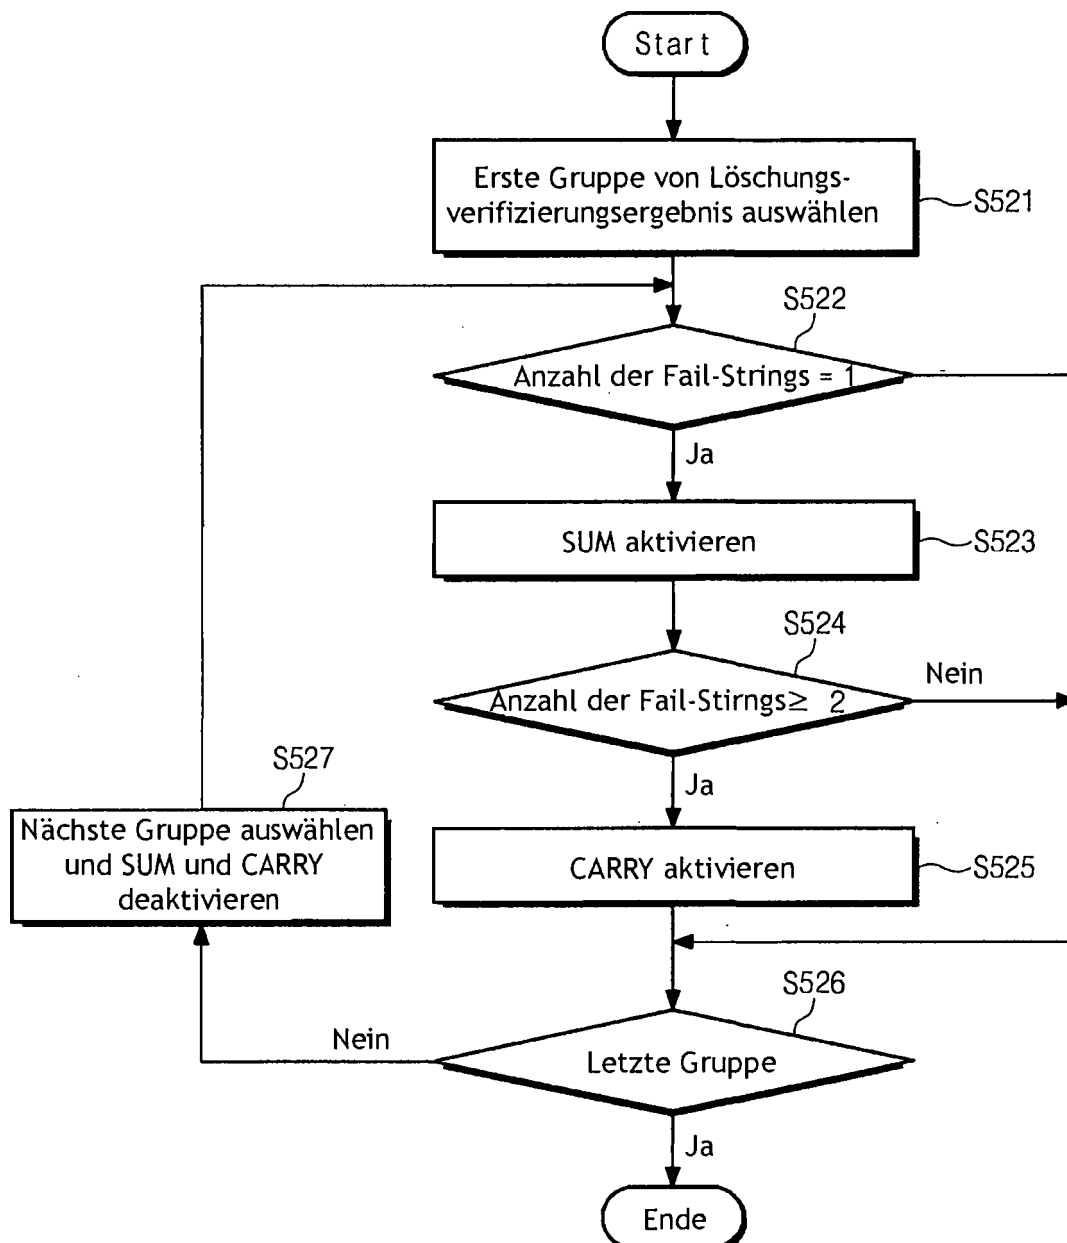 Start
Erste Gruppe von Löschungs-
verifizierungsergebnis auswählen
S521
S522
Anzahl der Fail-Strings = 1
Ja
SUM aktivieren
S523
S524
Anzahl der Fail-Stirngs≥ 2
Nein
Ja
S527
Nächste Gruppe auswählen
und SUM und CARRY
deaktivieren
CARRY aktivieren
S525
S526
Nein
Letzte Gruppe
Ja
Ende